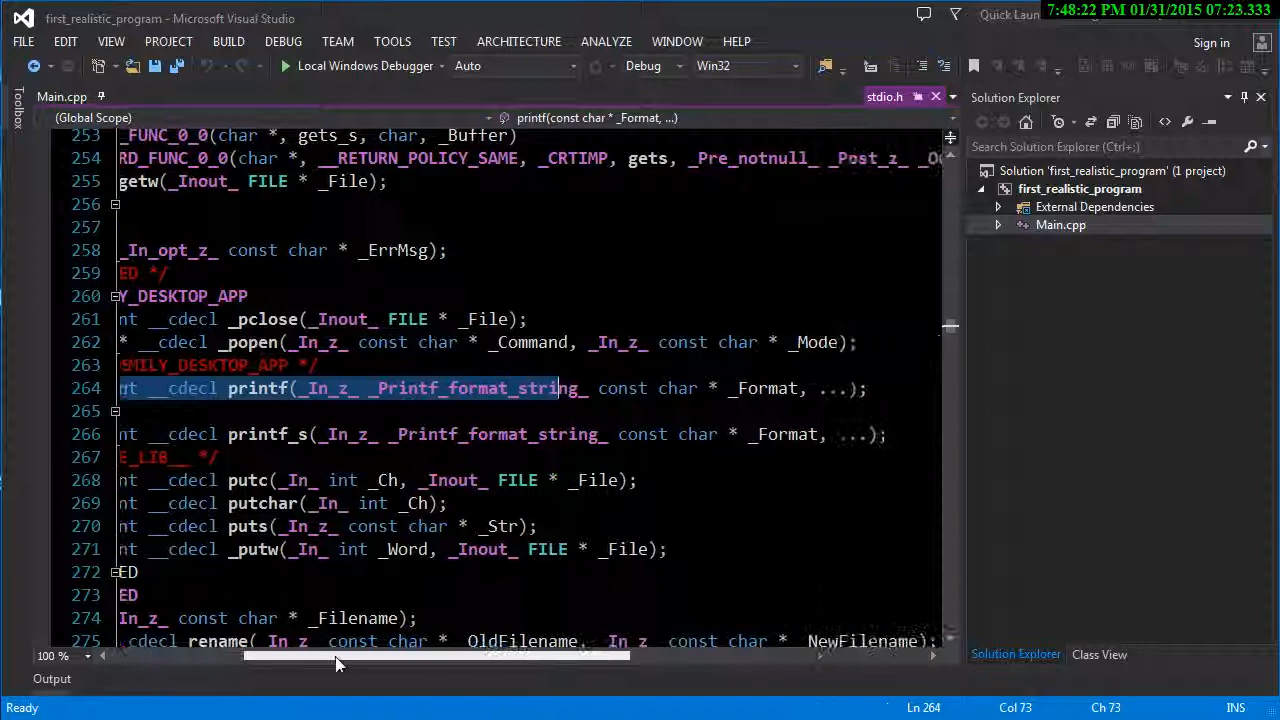 first_realistic_program - Microsoft Visual Studio
Quick Laun
7:48:22 PM 01/31/2015 07:23.333
FILE EDIT VIEW PROJECT BUILD DEBUG TEAM TOOLS TEST ARCHITECTURE ANALYZE WINDOW HELP
Sign in
Local Windows Debugger Auto Debug Win32
Toolbox
Main.cpp
stdio.h
(Global Scope)
printf(const char * _Format, ...)
253 _FUNC_0_0(char *, gets_s, char, _Buffer)
254 RD_FUNC_0_0(char *, __RETURN_POLICY_SAME, _CRTIMP, gets, _Pre_notnull_ _Post_z_
255 getw(_Inout_ FILE * _File);
256
257
258 _In_opt_z_ const char * _ErrMsg);
259 ED */
260 Y_DESKTOP_APP
261 nt __cdecl _pclose(_Inout_ FILE * _File);
262 * __cdecl _popen(_In_z_ const char * _Command, _In_z_ const char * _Mode);
263 EMILY_DESKTOP_APP */
264 nt __cdecl printf(_In_z_ _Printf_format_string_ const char * _Format, ...);
265
266 nt __cdecl printf_s(_In_z_ _Printf_format_string_ const char * _Format, ...);
267 E_LIB__ */
268 nt __cdecl putc(_In_ int _Ch, _Inout_ FILE * _File);
269 nt __cdecl putchar(_In_ int _Ch);
270 nt __cdecl puts(_In_z_ const char * _Str);
271 nt __cdecl _putw(_In_ int _Word, _Inout_ FILE * _File);
272 ED
273 ED
274 In_z_ const char * _Filename);
275 _cdecl rename(_In_z_ const char * _OldFilename, _In_z_ const char * _NewFilename);
100 %
Solution Explorer
Search Solution Explorer (Ctrl+;)
Solution 'first_realistic_program' (1 project)
first_realistic_program
External Dependencies
Main.cpp
Solution Explorer Class View
Output
Ready
Ln 264 Col 73 Ch 73 INS